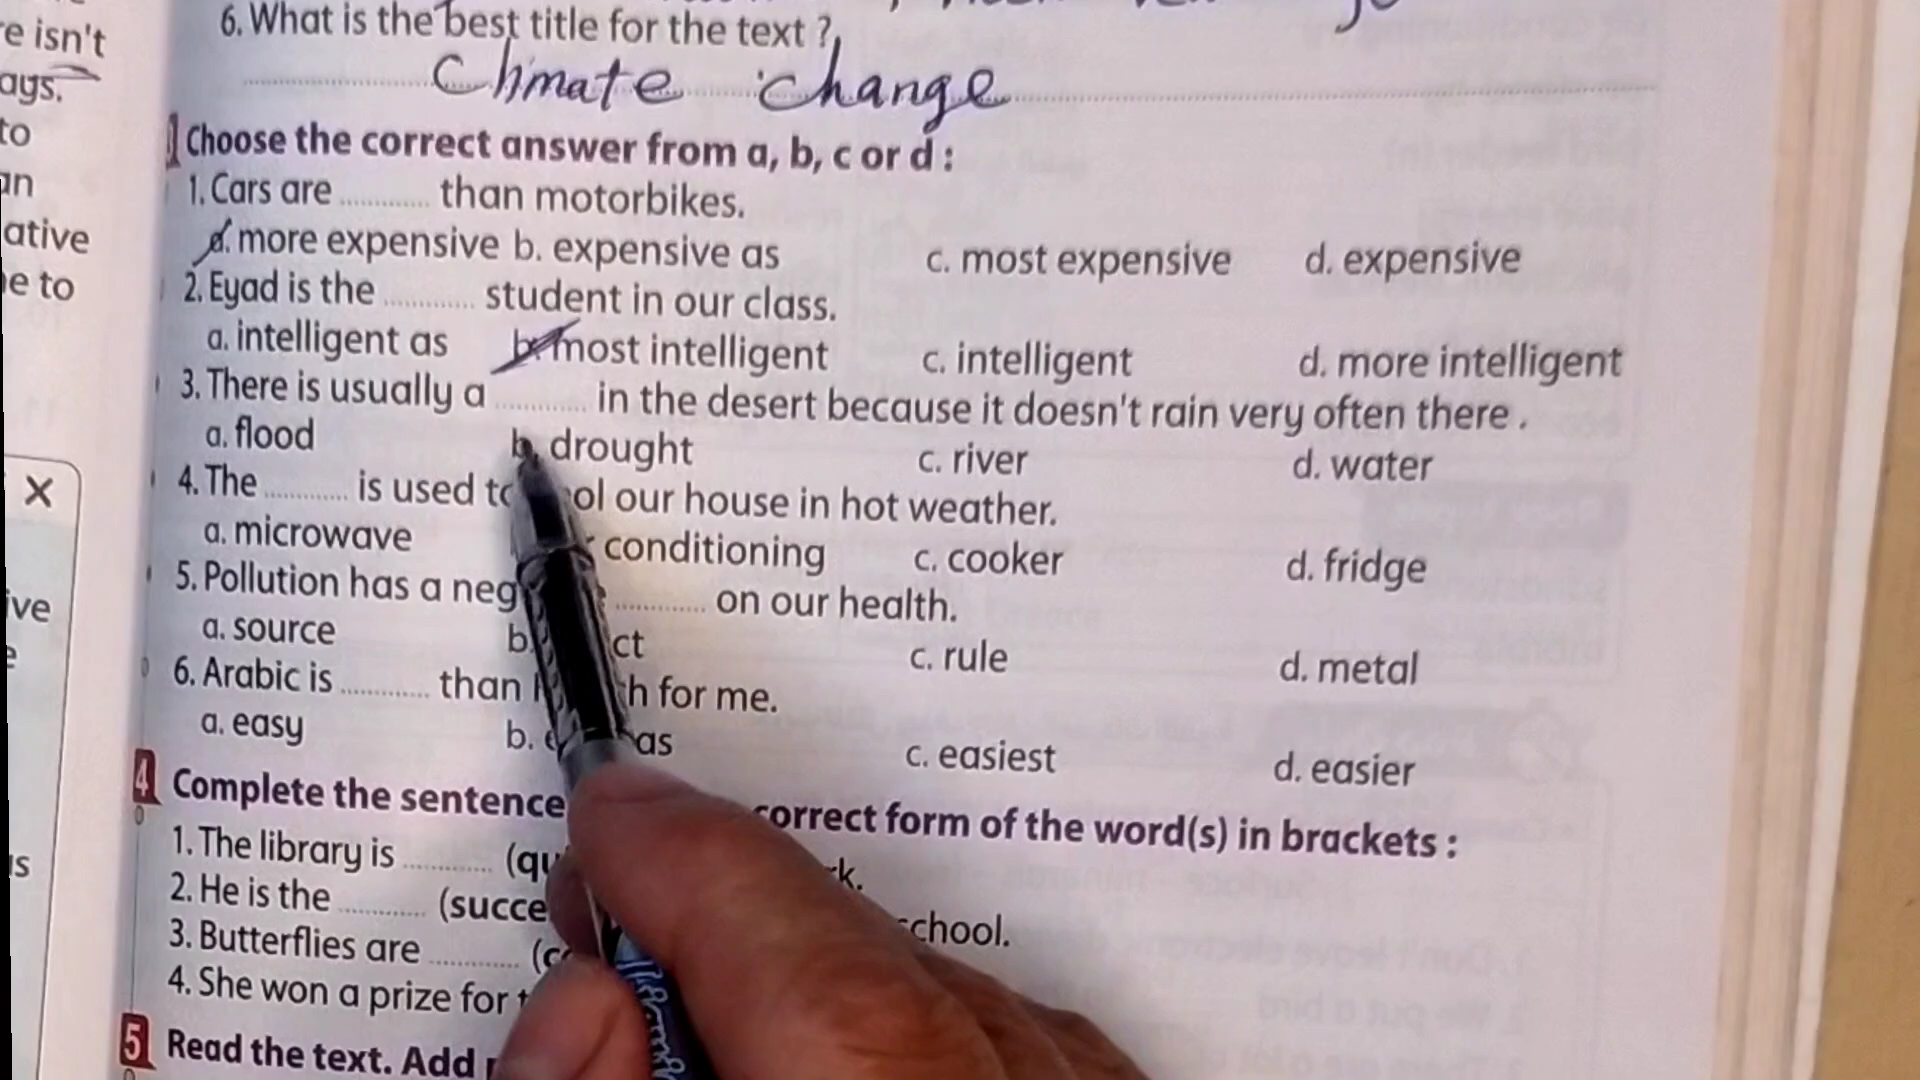 e isn't
ays.
to
an
ative
e to
ive
6. What is the best title for the text ?
Climate change
Choose the correct answer from a, b, c or d :
1. Cars are ............ than motorbikes.
a. more expensive b. expensive as c. most expensive d. expensive
2. Eyad is the ............ student in our class.
a. intelligent as b. most intelligent c. intelligent d. more intelligent
3. There is usually a ............ in the desert because it doesn't rain very often there .
a. flood b. drought c. river d. water
4. The ............ is used to ol our house in hot weather.
a. microwave conditioning c. cooker d. fridge
5. Pollution has a neg ............ on our health.
a. source b. ct c. rule d. metal
6. Arabic is ............ than h for me.
a. easy b. as c. easiest d. easier
4 Complete the sentence correct form of the word(s) in brackets :
1. The library is ............ (qu k.
2. He is the ............ (succe school.
3. Butterflies are ............ (c
4. She won a prize for
5 Read the text. Add